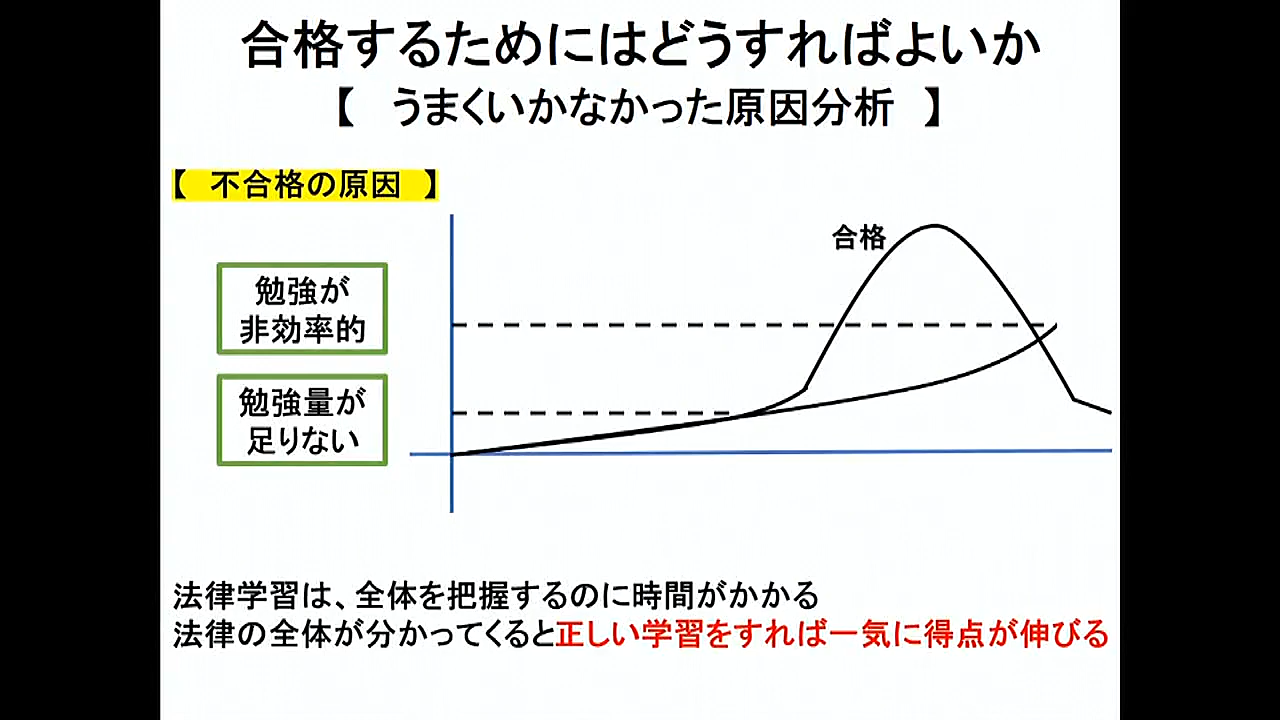 合格するためにはどうすればよいか
【　うまくいかなかった原因分析　】
【　不合格の原因　】
合格
勉強が
非効率的
勉強量が
足りない
法律学習は、全体を把握するのに時間がかかる
法律の全体が分かってくると正しい学習をすれば一気に得点が伸びる